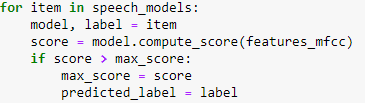 for item in speech_models:
    model, label = item
    score = model.compute_score(features_mfcc)
    if score > max_score:
        max_score = score
        predicted_label = label